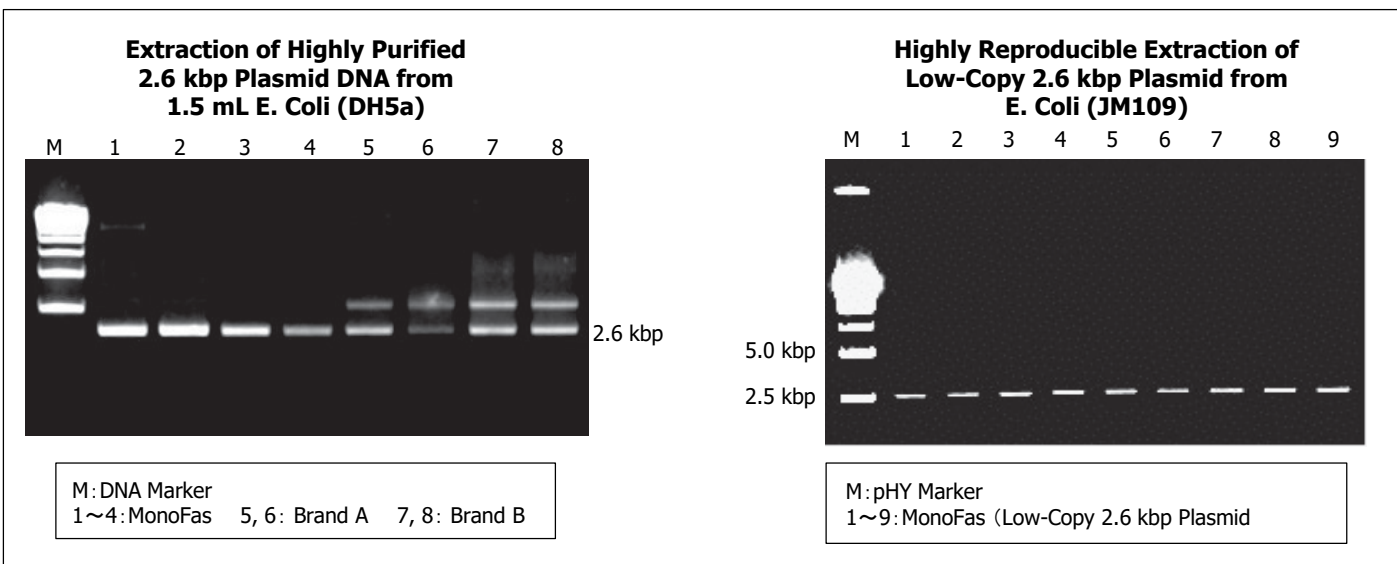 Extraction of Highly Purified
2.6 kbp Plasmid DNA from
1.5 mL E. Coli (DH5a)
M 1 2 3 4 5 6 7 8
2.6 kbp
M:DNA Marker
1～4:MonoFas 5, 6: Brand A 7, 8: Brand B
Highly Reproducible Extraction of
Low-Copy 2.6 kbp Plasmid from
E. Coli (JM109)
M 1 2 3 4 5 6 7 8 9
5.0 kbp
2.5 kbp
M:pHY Marker
1～9:MonoFas (Low-Copy 2.6 kbp Plasmid